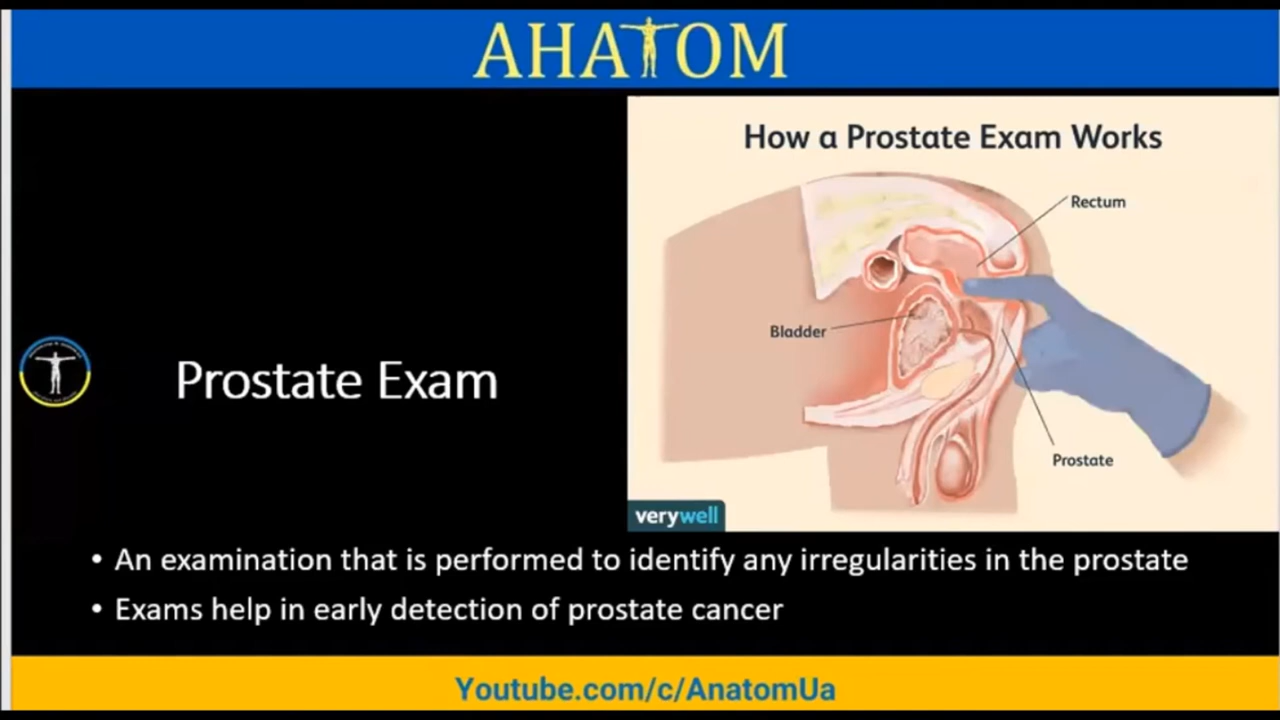 АНАТОМ
How a Prostate Exam Works
Rectum
Bladder
Prostate Exam
Prostate
verywell
• An examination that is performed to identify any irregularities in the prostate
• Exams help in early detection of prostate cancer
Youtube.com/c/AnatomUa